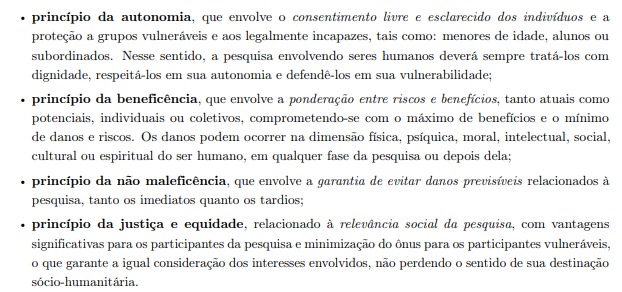 • princípio da autonomia, que envolve o consentimento livre e esclarecido dos indivíduos e a
proteção a grupos vulneráveis e aos legalmente incapazes, tais como: menores de idade, alunos ou
subordinados. Nesse sentido, a pesquisa envolvendo seres humanos deverá sempre tratá-los com
dignidade, respeitá-los em sua autonomia e defendê-los em sua vulnerabilidade;
• princípio da beneficência, que envolve a ponderação entre riscos e benefícios, tanto atuais como
potenciais, individuais ou coletivos, comprometendo-se com o máximo de benefícios e o mínimo
de danos e riscos. Os danos podem ocorrer na dimensão física, psíquica, moral, intelectual, social,
cultural ou espiritual do ser humano, em qualquer fase da pesquisa ou depois dela;
• princípio da não maleficência, que envolve a garantia de evitar danos previsíveis relacionados à
pesquisa, tanto os imediatos quanto os tardios;
• princípio da justiça e equidade, relacionado à relevância social da pesquisa, com vantagens
significativas para os participantes da pesquisa e minimização do ônus para os participantes vulneráveis,
o que garante a igual consideração dos interesses envolvidos, não perdendo o sentido de sua destinação
sócio-humanitária.